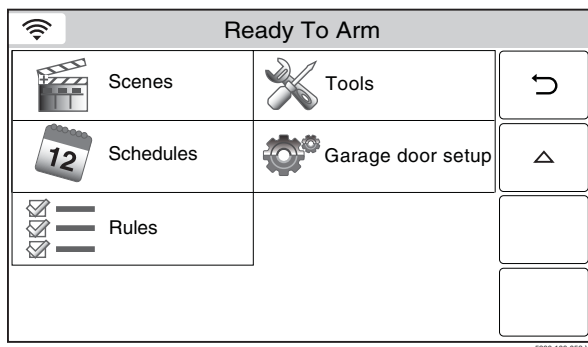 Ready To Arm
Scenes
Tools
12
Schedules
Garage door setup
Rules